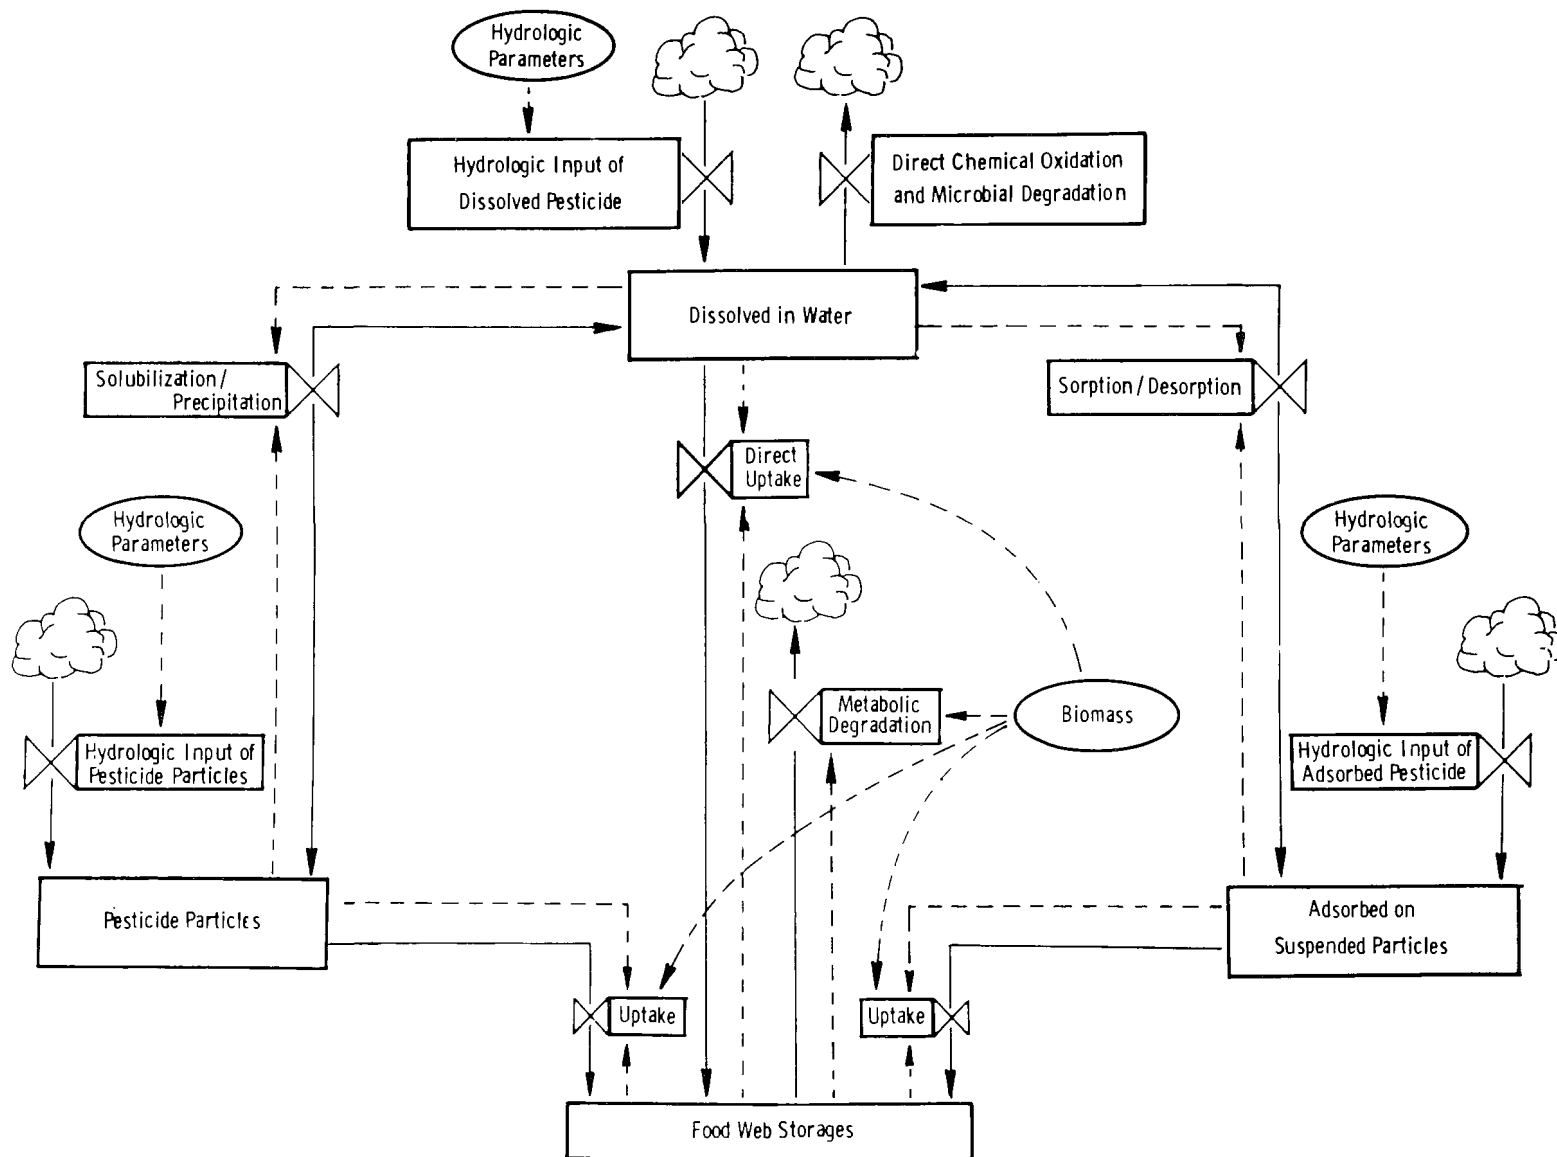 Hydrologic
Parameters
Hydrologic Input of
Dissolved Pesticide
Direct Chemical Oxidation
and Microbial Degradation
Dissolved in Water
Solubilization/
Precipitation
Sorption/Desorption
Direct
Uptake
Hydrologic
Parameters
Hydrologic
Parameters
Metabolic
Degradation
Biomass
Hydrologic Input of
Pesticide Particles
Hydrologic Input of
Adsorbed Pesticide
Pesticide Particles
Adsorbed on
Suspended Particles
Uptake
Uptake
Food Web Storages